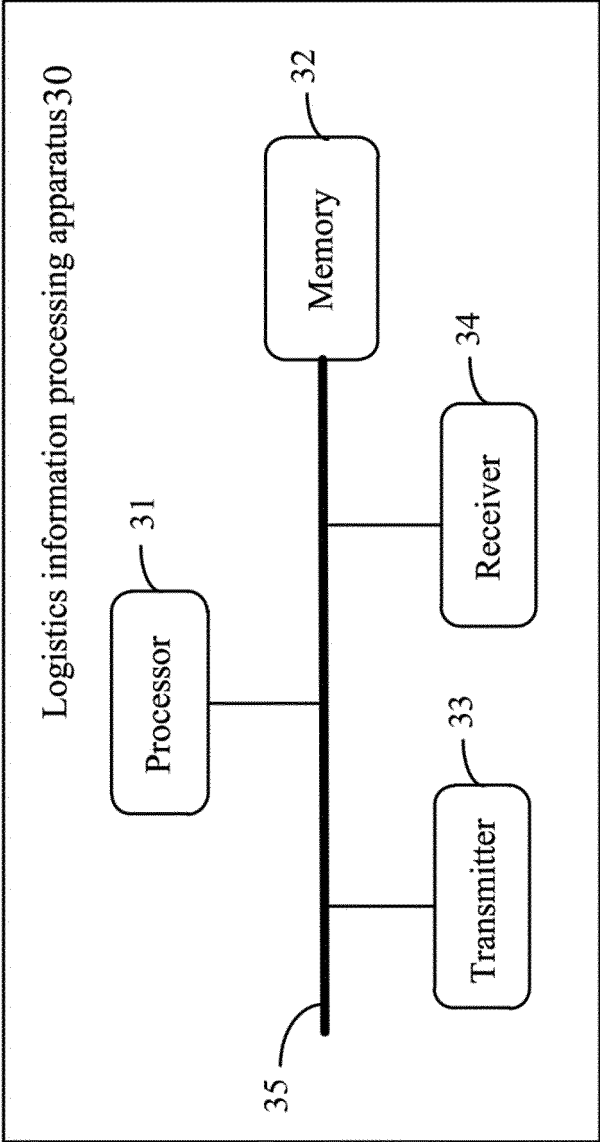 Logistics information processing apparatus30
Processor
31
Memory
32
35
Transmitter
33
Receiver
34